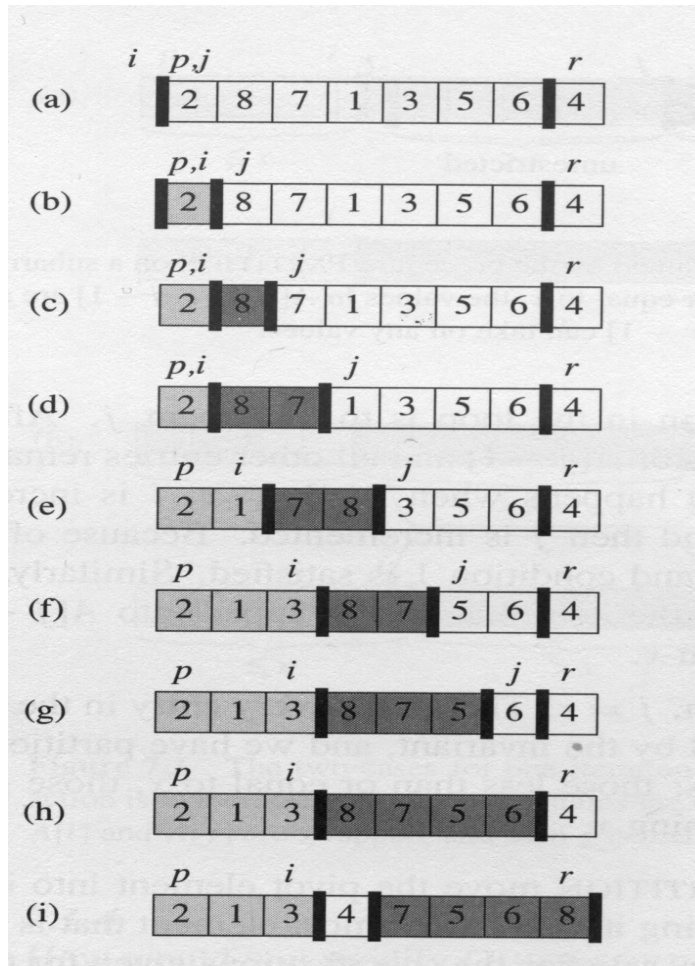 i p,j r
(a) 2 8 7 1 3 5 6 4
p,i j r
(b) 2 8 7 1 3 5 6 4
p,i j r
(c) 2 8 7 1 3 5 6 4
p,i j r
(d) 2 8 7 1 3 5 6 4
p i j r
(e) 2 1 7 8 3 5 6 4
p i j r
(f) 2 1 3 8 7 5 6 4
p i j r
(g) 2 1 3 8 7 5 6 4
p i r
(h) 2 1 3 8 7 5 6 4
p i r
(i) 2 1 3 4 7 5 6 8